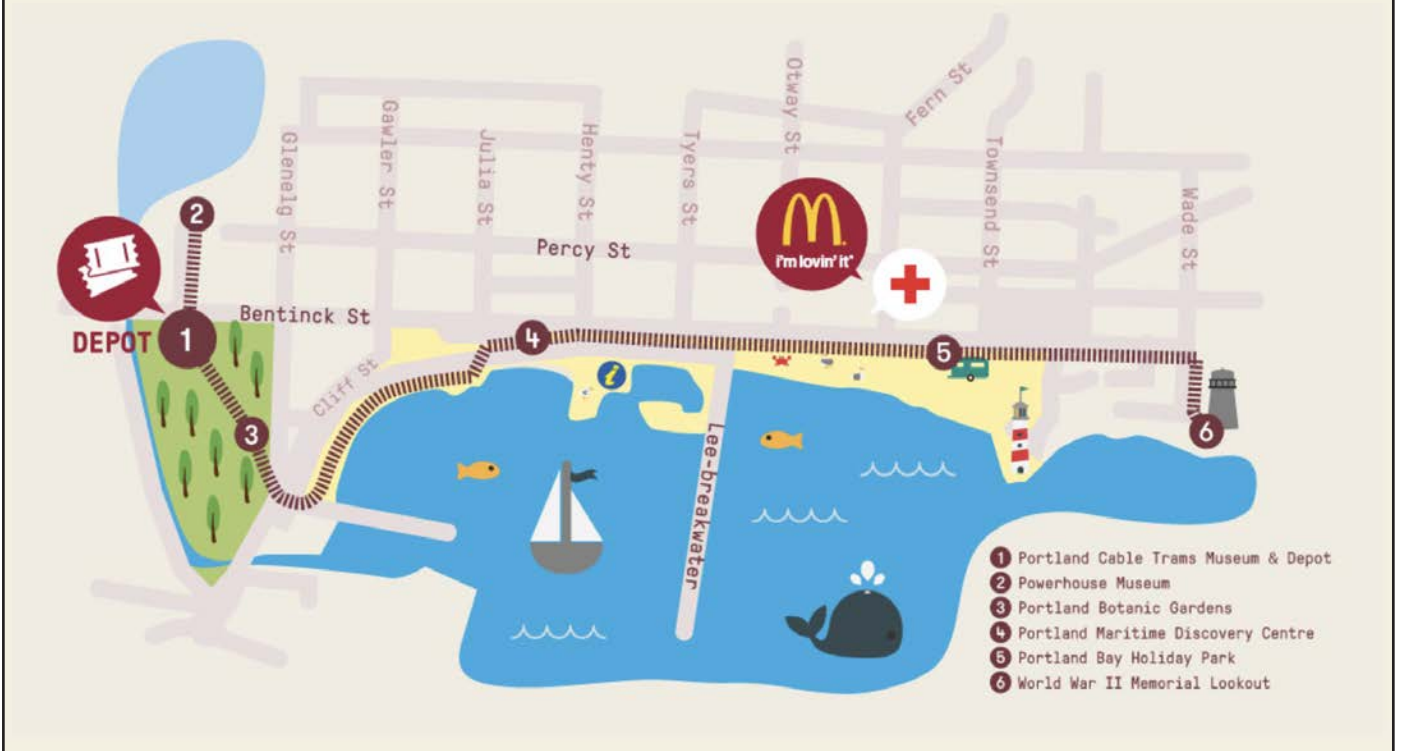 Otway St
Fern St
Gawler St
Glenelg St
Julia St
Henty St
Tyers St
Townsend St
Wade St
2
M
i'm lovin' it®
Percy St
Bentinck St
1
DEPOT
4
5
Cliff St
i
3
6
Lee-breakwater
1 Portland Cable Trams Museum & Depot
2 Powerhouse Museum
3 Portland Botanic Gardens
4 Portland Maritime Discovery Centre
5 Portland Bay Holiday Park
6 World War II Memorial Lookout